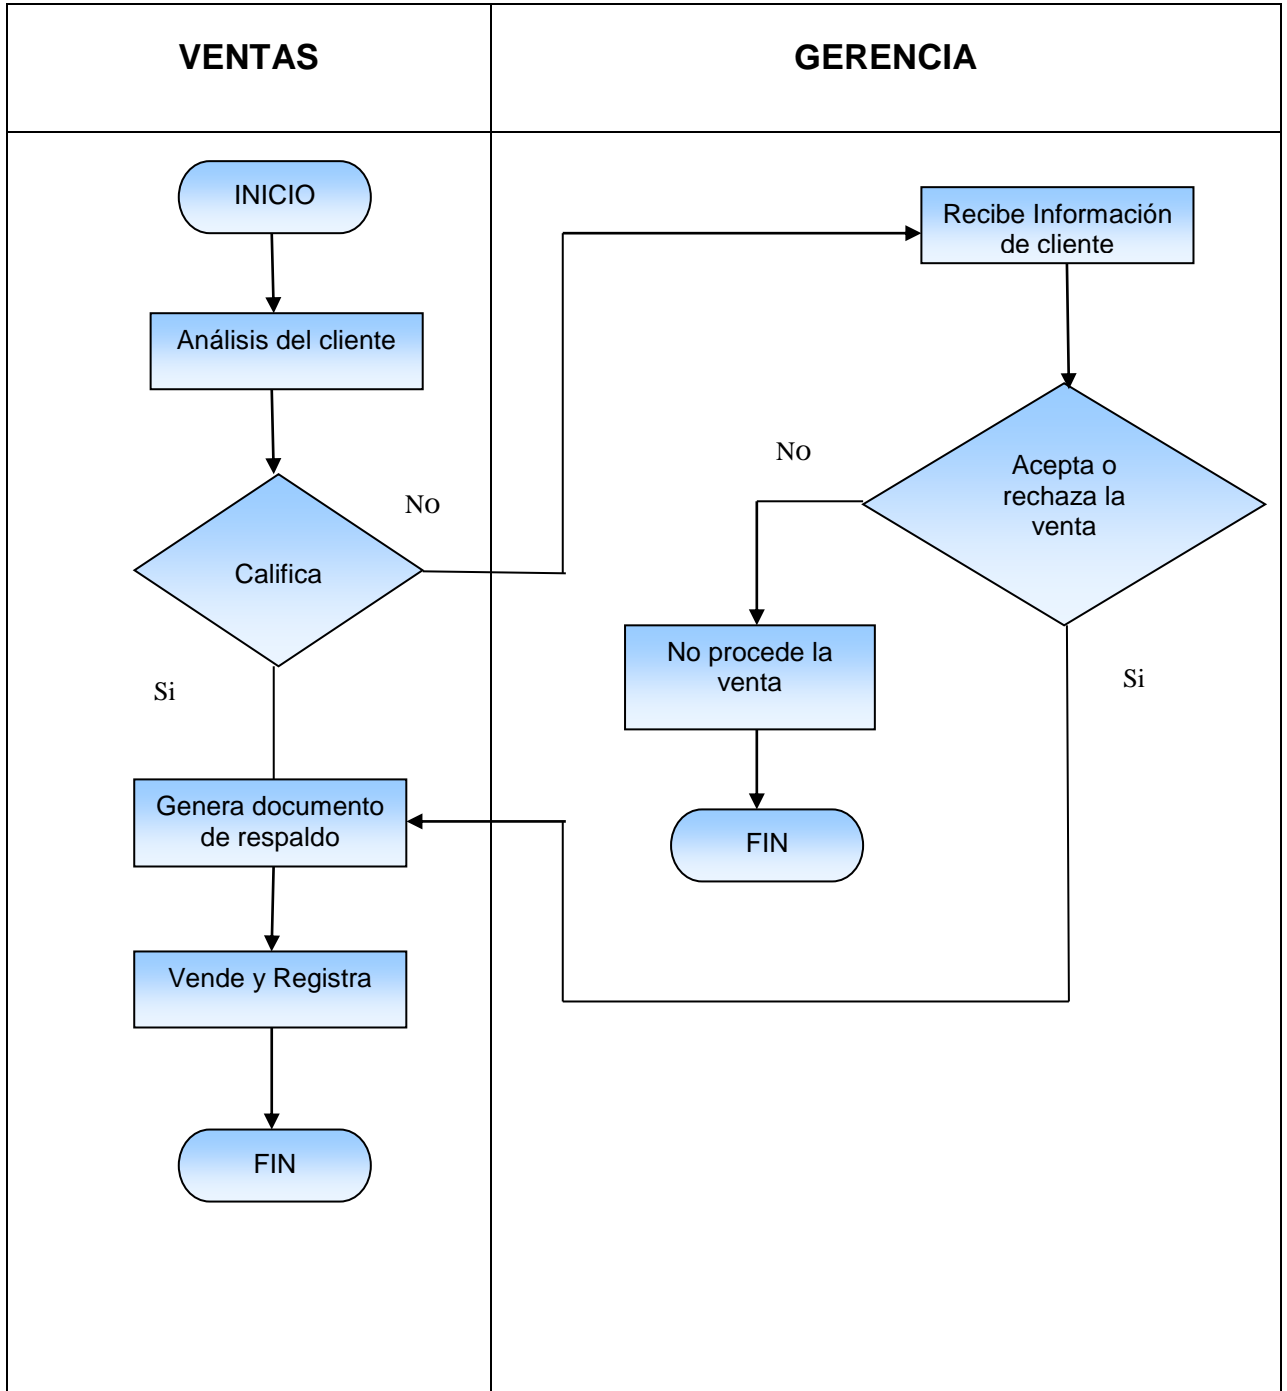 VENTAS
GERENCIA
INICIO
Análisis del cliente
No
Califica
Si
Genera documento
de respaldo
Vende y Registra
FIN
Recibe Información
de cliente
No
Acepta o
rechaza la
venta
No procede la
venta
Si
FIN